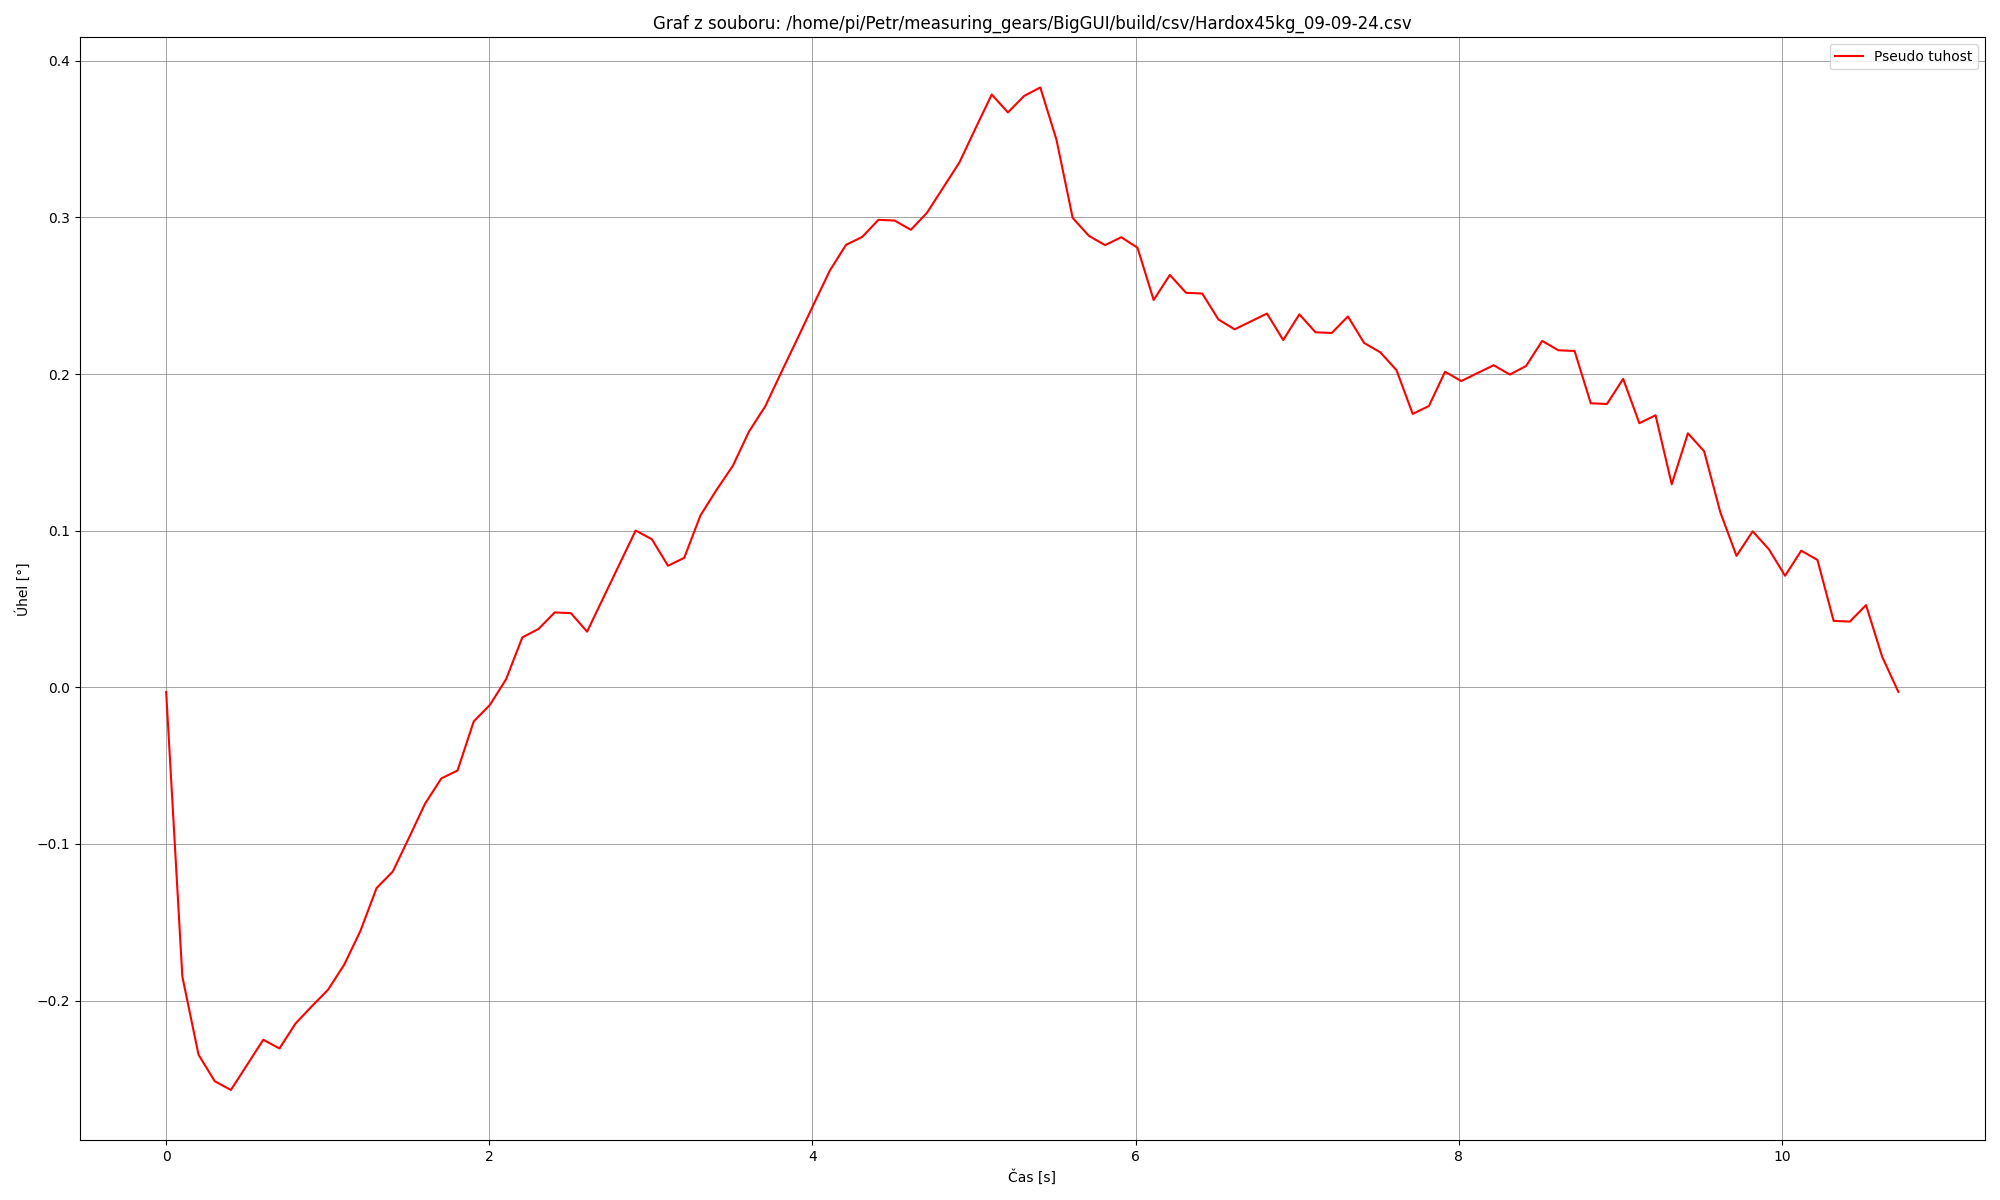 Graf z souboru: /home/pi/Petr/measuring_gears/BigGUI/build/csv/Hardox45kg_09-09-24.csv
Pseudo tuhost
0.4
0.3
0.2
0.1
0.0
−0.1
−0.2
Úhel [°]
0 2 4 6 8 10
Čas [s]